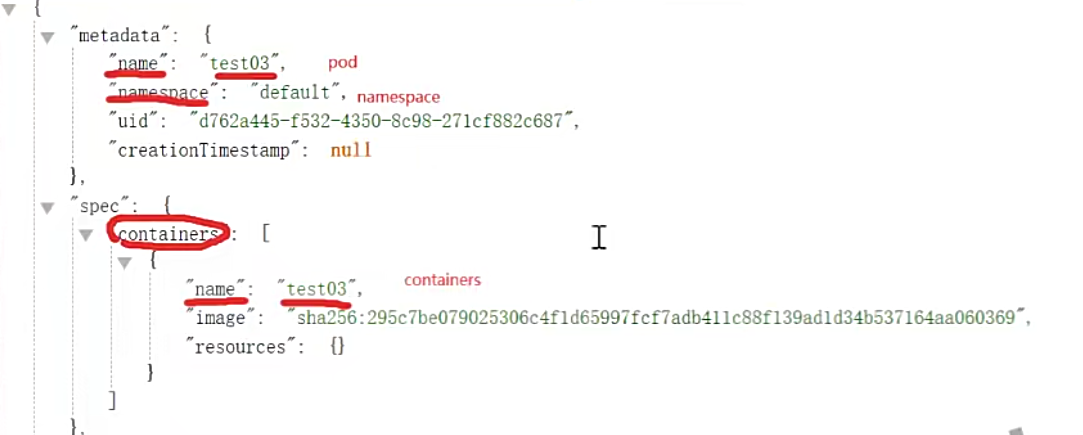 {
"metadata": {
"name": "test03", pod
"namespace": "default", namespace
"uid": "d762a445-f532-4350-8c98-271cf882c687",
"creationTimestamp": null
},
"spec": {
containers: [
{
"name": "test03", containers
"image": "sha256:295c7be079025306c4f1d65997fcf7adb411c88f139ad1d34b537164aa060369",
"resources": {}
}
]
},